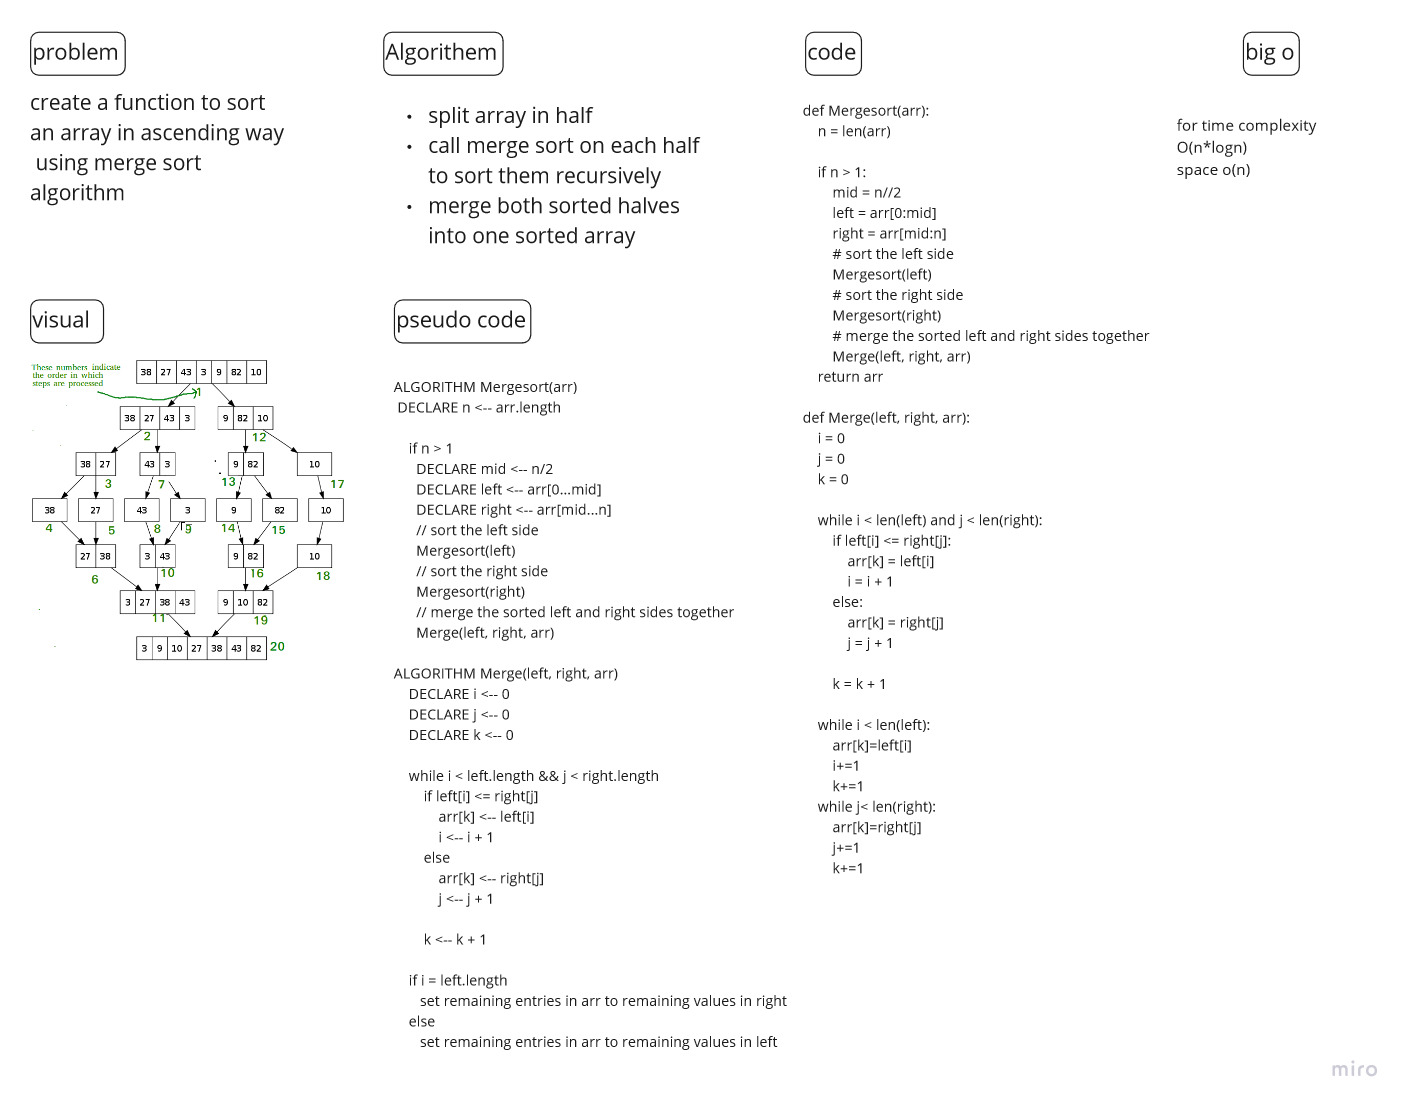 problem
create a function to sort
an array in ascending way
using merge sort
algorithm
Algorithem
• split array in half
• call merge sort on each half
to sort them recursively
• merge both sorted halves
into one sorted array
code
def Mergesort(arr):
n = len(arr)
if n > 1:
mid = n//2
left = arr[0:mid]
right = arr[mid:n]
# sort the left side
Mergesort(left)
# sort the right side
Mergesort(right)
# merge the sorted left and right sides together
Merge(left, right, arr)
return arr
def Merge(left, right, arr):
i = 0
j = 0
k = 0
while i < len(left) and j < len(right):
if left[i] <= right[j]:
arr[k] = left[i]
i = i + 1
else:
arr[k] = right[j]
j = j + 1
k = k + 1
while i < len(left):
arr[k]=left[i]
i+=1
k+=1
while j< len(right):
arr[k]=right[j]
j+=1
k+=1
big o
for time complexity
O(n*logn)
space o(n)
visual
These numbers indicate
the order in which
steps are processed
38 27 43 3 9 82 10
1
38 27 43 3 9 82 10
2 12
38 27 43 3 9 82 10
3 7 13 17
38 27 43 3 9 82 10
4 5 8 9 14 15
27 38 3 43 9 82 10
6 10 16 18
3 27 38 43 9 10 82
11 19
3 9 10 27 38 43 82 20
pseudo code
ALGORITHM Mergesort(arr)
DECLARE n <-- arr.length
if n > 1
DECLARE mid <-- n/2
DECLARE left <-- arr[0...mid]
DECLARE right <-- arr[mid...n]
// sort the left side
Mergesort(left)
// sort the right side
Mergesort(right)
// merge the sorted left and right sides together
Merge(left, right, arr)
ALGORITHM Merge(left, right, arr)
DECLARE i <-- 0
DECLARE j <-- 0
DECLARE k <-- 0
while i < left.length && j < right.length
if left[i] <= right[j]
arr[k] <-- left[i]
i <-- i + 1
else
arr[k] <-- right[j]
j <-- j + 1
k <-- k + 1
if i = left.length
set remaining entries in arr to remaining values in right
else
set remaining entries in arr to remaining values in left
miro